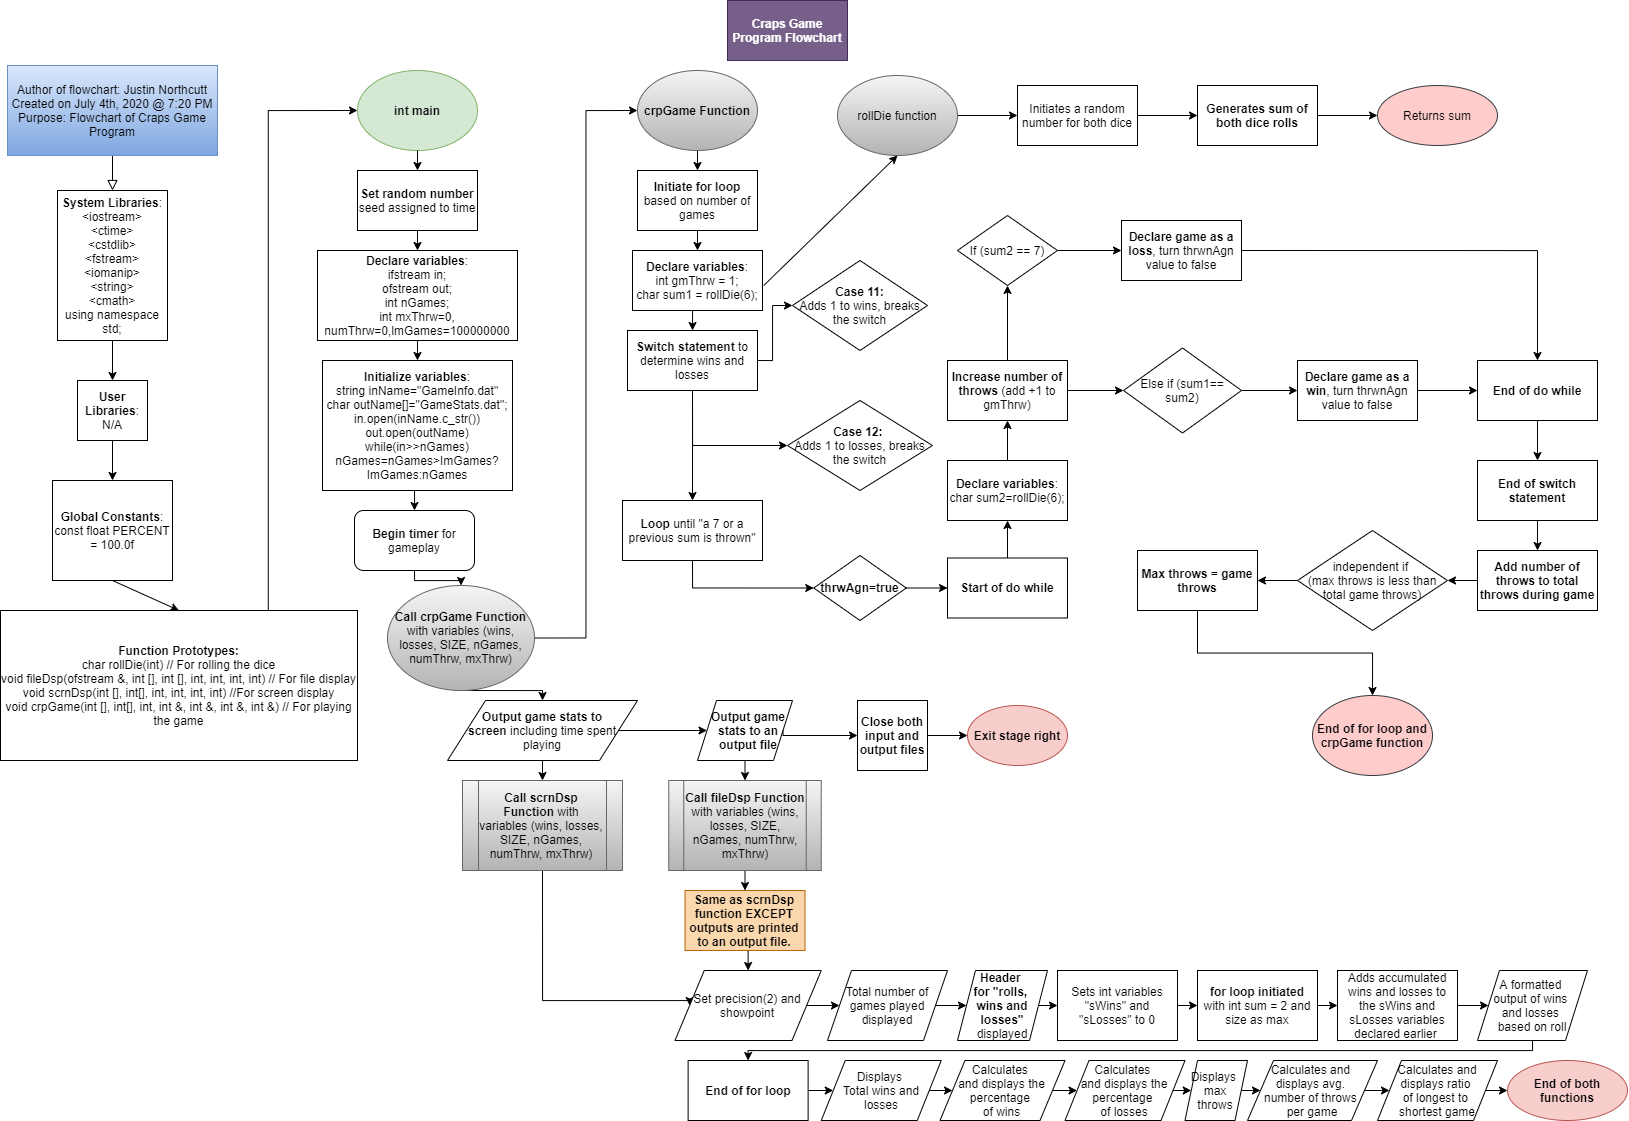 Craps Game
Program Flowchart
Author of flowchart: Justin Northcutt
Created on July 4th, 2020 @ 7:20 PM
Purpose: Flowchart of Craps Game
Program
System Libraries:
<iostream>
<ctime>
<cstdlib>
<fstream>
<iomanip>
<string>
<cmath>
using namespace
std;
User
Libraries:
N/A
Global Constants:
const float PERCENT
= 100.0f
Function Prototypes:
char rollDie(int) // For rolling the dice
void fileDsp(ofstream &, int [], int [], int, int, int, int) // For file display
void scrnDsp(int [], int[], int, int, int, int) //For screen display
void crpGame(int [], int[], int, int &, int &, int &, int &) // For playing
the game
int main
Set random number
seed assigned to time
Declare variables:
ifstream in;
ofstream out;
int nGames;
int mxThrw=0,
numThrw=0,lmGames=100000000
Initialize variables:
string inName="GameInfo.dat"
char outName[]="GameStats.dat";
in.open(inName.c_str())
out.open(outName)
while(in>>nGames)
nGames=nGames>lmGames?
lmGames:nGames
Begin timer for
gameplay
Call crpGame Function
with variables (wins,
losses, SIZE, nGames,
numThrw, mxThrw)
Output game stats to
screen including time spent
playing
Output game
stats to an
output file
Close both
input and
output files
Exit stage right
Call scrnDsp
Function with
variables (wins, losses,
SIZE, nGames,
numThrw, mxThrw)
Call fileDsp Function
with variables (wins,
losses, SIZE,
nGames, numThrw,
mxThrw)
Same as scrnDsp
function EXCEPT
outputs are printed
to an output file.
crpGame Function
Initiate for loop
based on number of
games
Declare variables:
int gmThrw = 1;
char sum1 = rollDie(6);
Switch statement to
determine wins and
losses
Case 11:
Adds 1 to wins, breaks
the switch
Case 12:
Adds 1 to losses, breaks
the switch
Loop until "a 7 or a
previous sum is thrown"
thrwAgn=true
Start of do while
Declare variables:
char sum2=rollDie(6);
Increase number of
throws (add +1 to
gmThrw)
If (sum2 == 7)
Declare game as a
loss, turn thrwnAgn
value to false
Else if (sum1==
sum2)
Declare game as a
win, turn thrwnAgn
value to false
End of do while
End of switch
statement
Add number of
throws to total
throws during game
independent if
(max throws is less than
total game throws)
Max throws = game
throws
End of for loop and
crpGame function
rollDie function
Initiates a random
number for both dice
Generates sum of
both dice rolls
Returns sum
Set precision(2) and
showpoint
Total number of
games played
displayed
Header
for "rolls,
wins and
losses"
displayed
Sets int variables
"sWins" and
"sLosses" to 0
for loop initiated
with int sum = 2 and
size as max
Adds accumulated
wins and losses to
the sWins and
sLosses variables
declared earlier
A formatted
output of wins
and losses
based on roll
End of for loop
Displays
Total wins and
losses
Calculates
and displays the
percentage
of wins
Calculates
and displays the
percentage
of losses
Displays
max
throws
Calculates and
displays avg.
number of throws
per game
Calculates and
displays ratio
of longest to
shortest game
End of both
functions